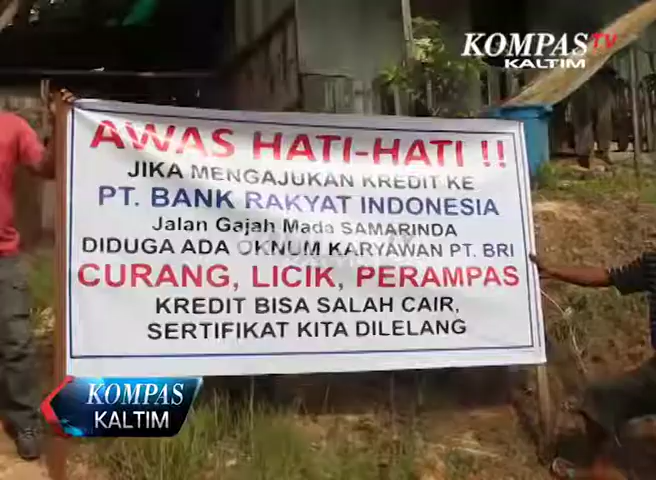 KOMPAS TV
KALTIM
AWAS HATI-HATI !!
JIKA MENGAJUKAN KREDIT KE
PT. BANK RAKYAT INDONESIA
Jalan Gajah Mada SAMARINDA
DIDUGA ADA OKNUM KARYAWAN PT. BRI
CURANG, LICIK, PERAMPAS
KREDIT BISA SALAH CAIR,
SERTIFIKAT KITA DILELANG
KOMPAS
KALTIM